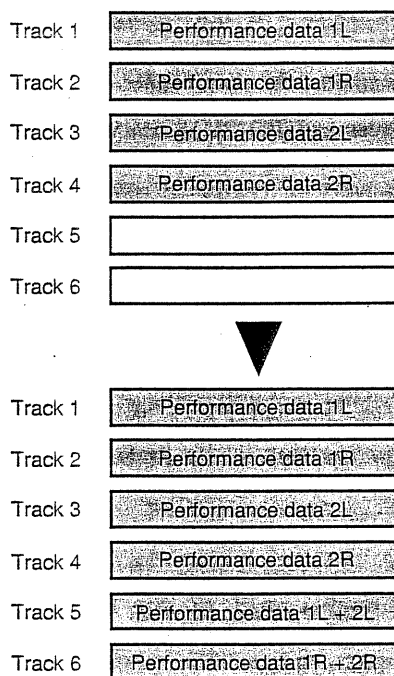 Track 1 Performance data 1L
Track 2 Performance data 1R
Track 3 Performance data 2L
Track 4 Performance data 2R
Track 5
Track 6
Track 1 Performance data 1L
Track 2 Performance data 1R
Track 3 Performance data 2L
Track 4 Performance data 2R
Track 5 Performance data 1L + 2L
Track 6 Performance data 1R + 2R